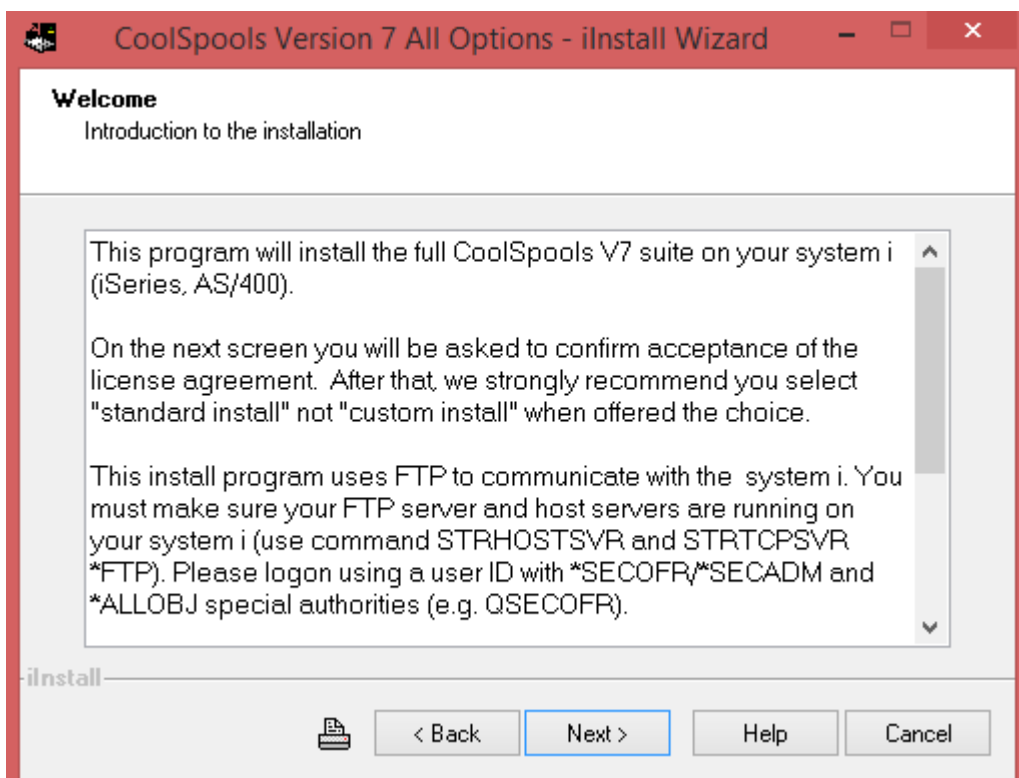 CoolSpools Version 7 All Options - iInstall Wizard
Welcome
Introduction to the installation
This program will install the full CoolSpools V7 suite on your system i
(iSeries, AS/400).
On the next screen you will be asked to confirm acceptance of the
license agreement.  After that, we strongly recommend you select
"standard install" not "custom install" when offered the choice.
This install program uses FTP to communicate with the  system i. You
must make sure your FTP server and host servers are running on
your system i (use command STRHOSTSVR and STRTCPSVR
*FTP). Please logon using a user ID with *SECOFR/*SECADM and
*ALLOBJ special authorities (e.g. QSECOFR).
iInstall
< Back
Next >
Help
Cancel